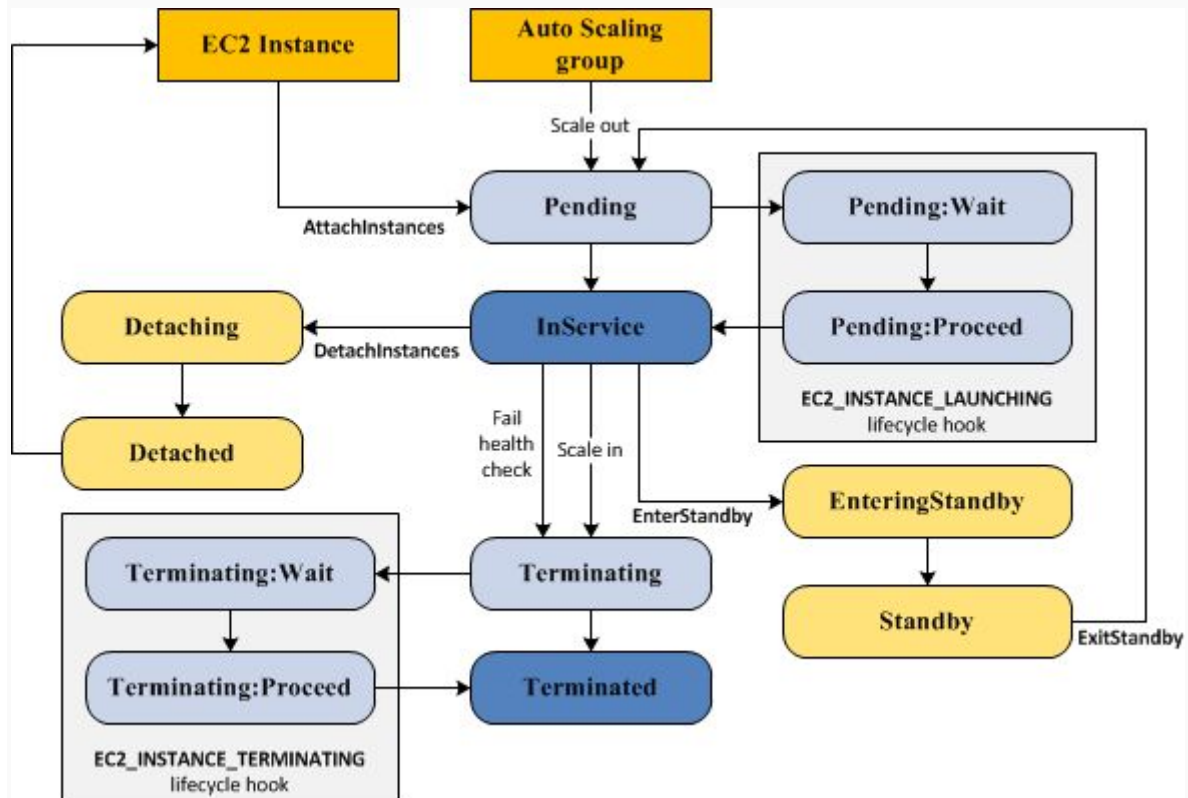 EC2 Instance
Auto Scaling
group
Scale out
Pending
Pending:Wait
AttachInstances
Detaching
InService
Pending:Proceed
DetachInstances
EC2_INSTANCE_LAUNCHING
lifecycle hook
Fail
health
check
Scale in
Detached
EnteringStandby
EnterStandby
Terminating:Wait
Terminating
Standby
ExitStandby
Terminating:Proceed
Terminated
EC2_INSTANCE_TERMINATING
lifecycle hook